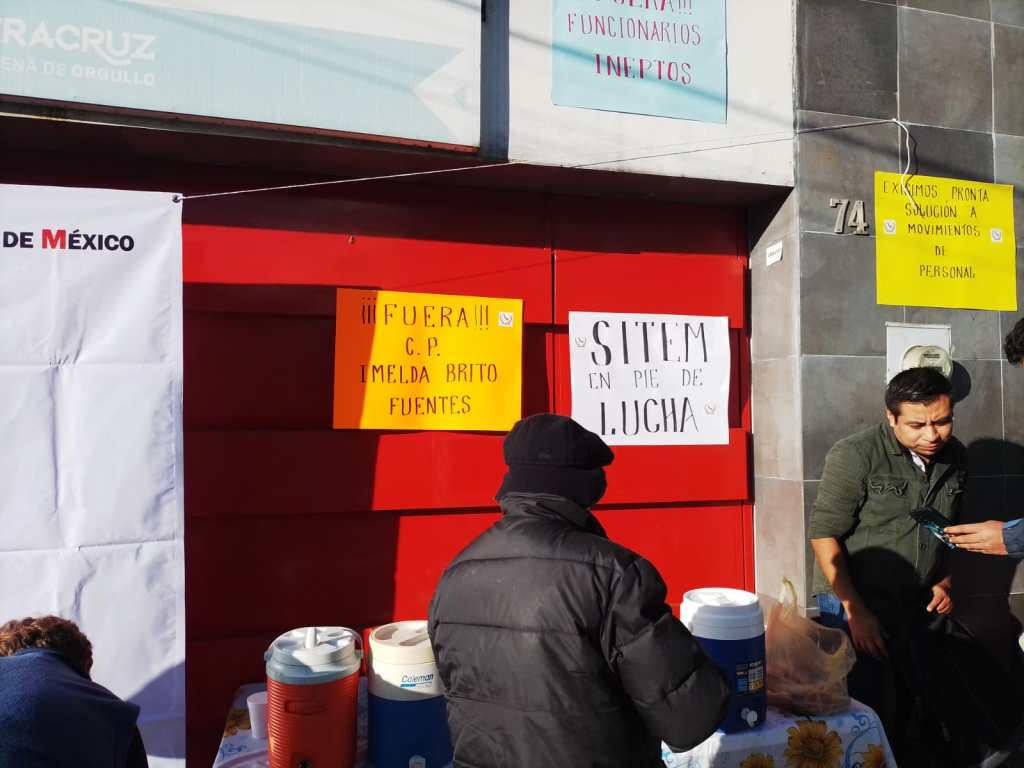 RACRUZ
ENA DE ORGULLO
FUERA!!!
FUNCIONARIOS
INEPTOS
DE MÉXICO
¡¡¡FUERA!!!
C. P.
IMELDA BRITO
FUENTES
SITEM
EN PIE DE
LUCHA
74
EXIGIMOS PRONTA
SOLUCIÓN A
MOVIMIENTOS
DE
PERSONAL
Coleman